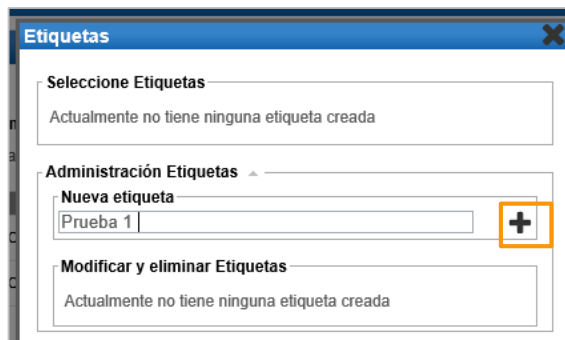 Etiquetas
Seleccione Etiquetas
Actualmente no tiene ninguna etiqueta creada
Administración Etiquetas
Nueva etiqueta
Prueba 1
Modificar y eliminar Etiquetas
Actualmente no tiene ninguna etiqueta creada